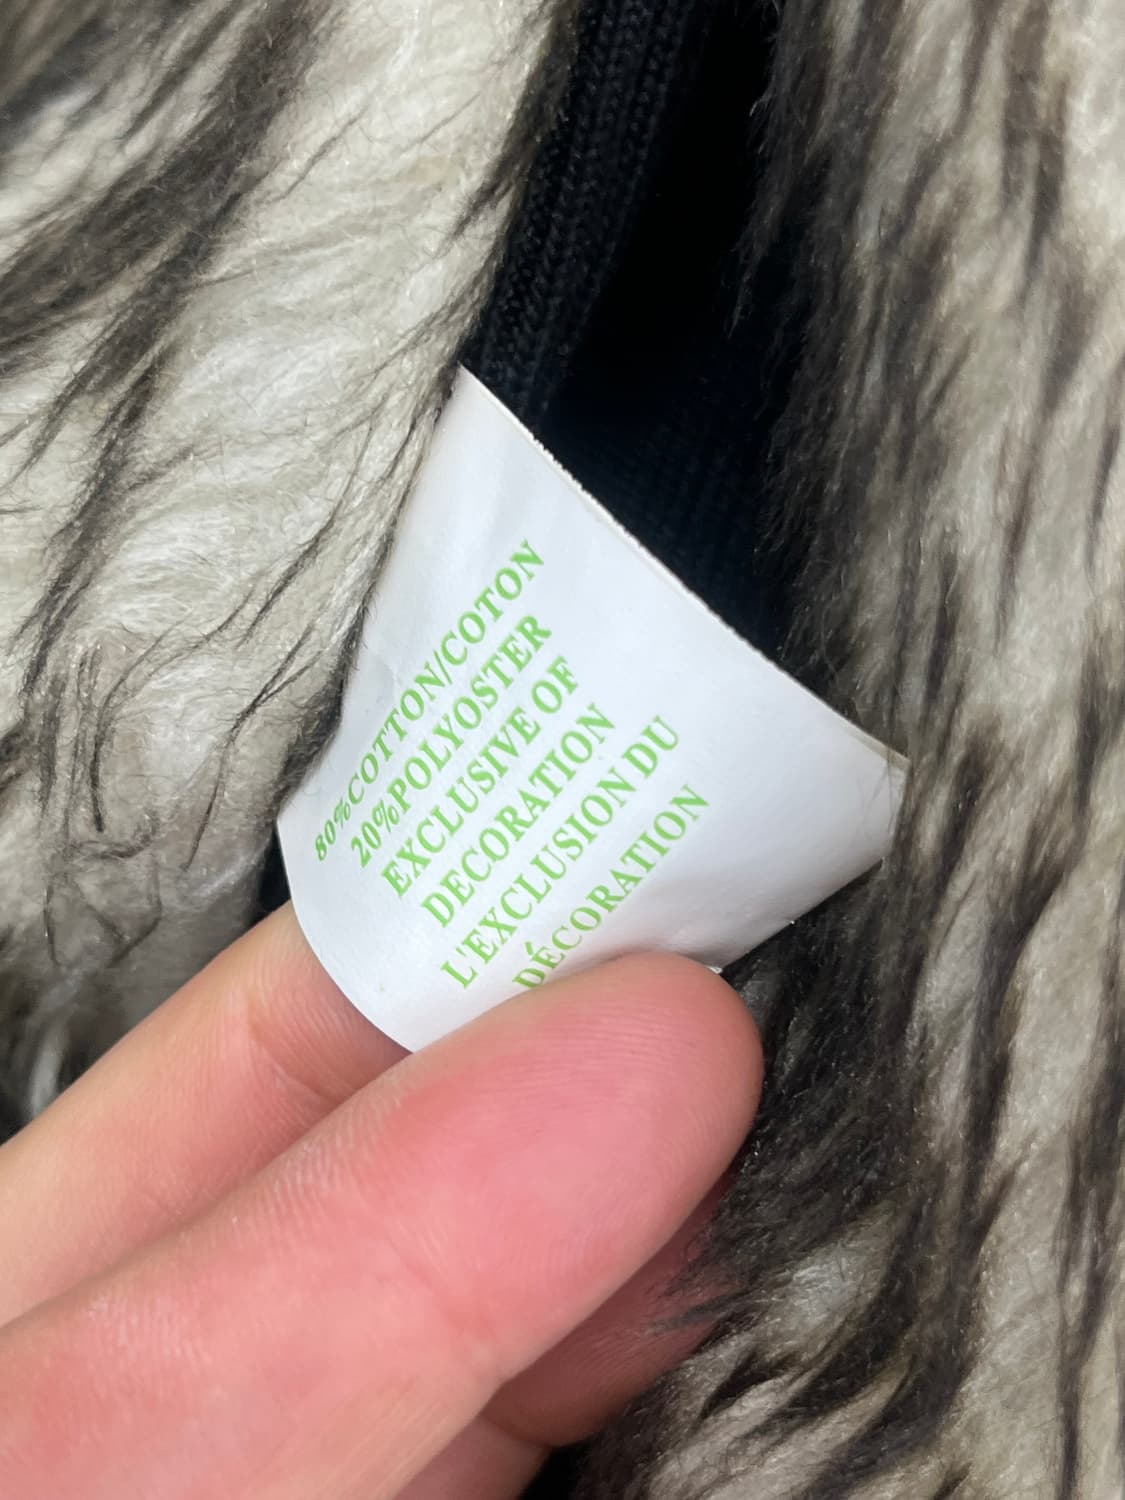 80%COTTON/COTON
20%POLYOSTER
EXCLUSIVE OF
DECORATION
L'EXCLUSION DU
DÉCORATION